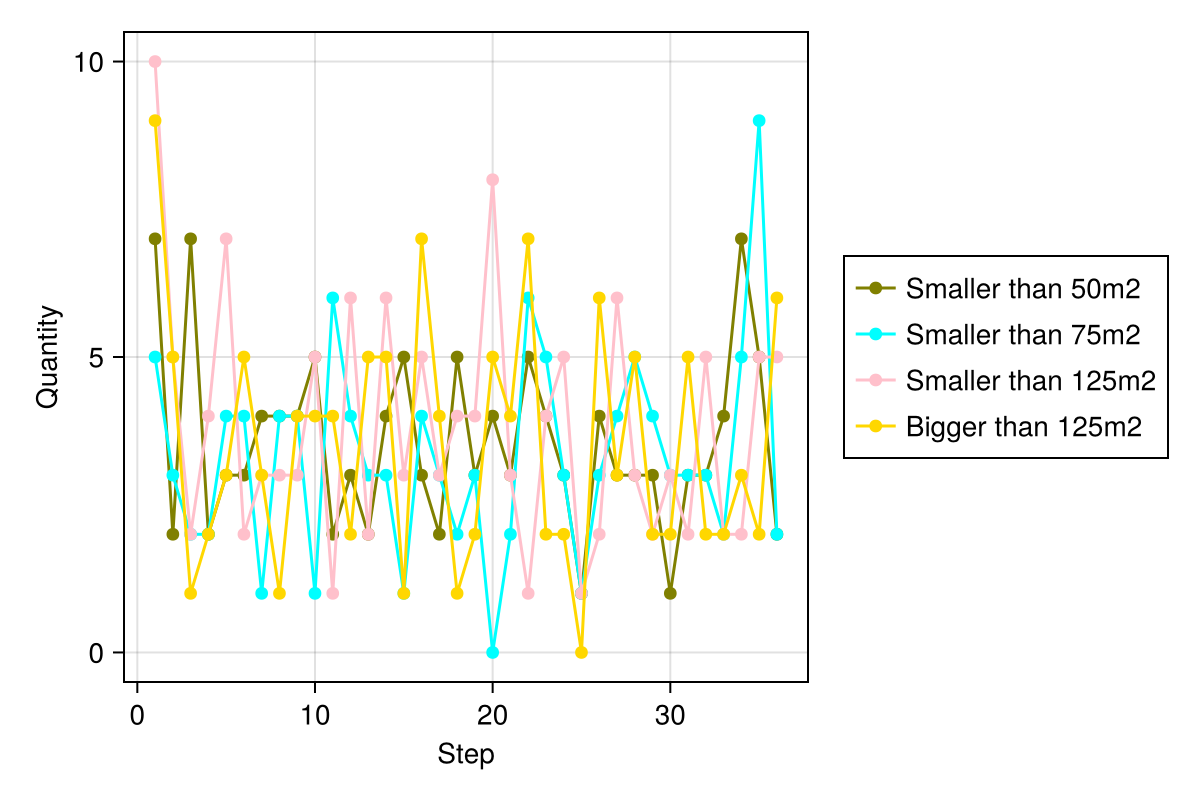 10
5
0
Quantity
0
10
20
30
Step
Smaller than 50m2
Smaller than 75m2
Smaller than 125m2
Bigger than 125m2